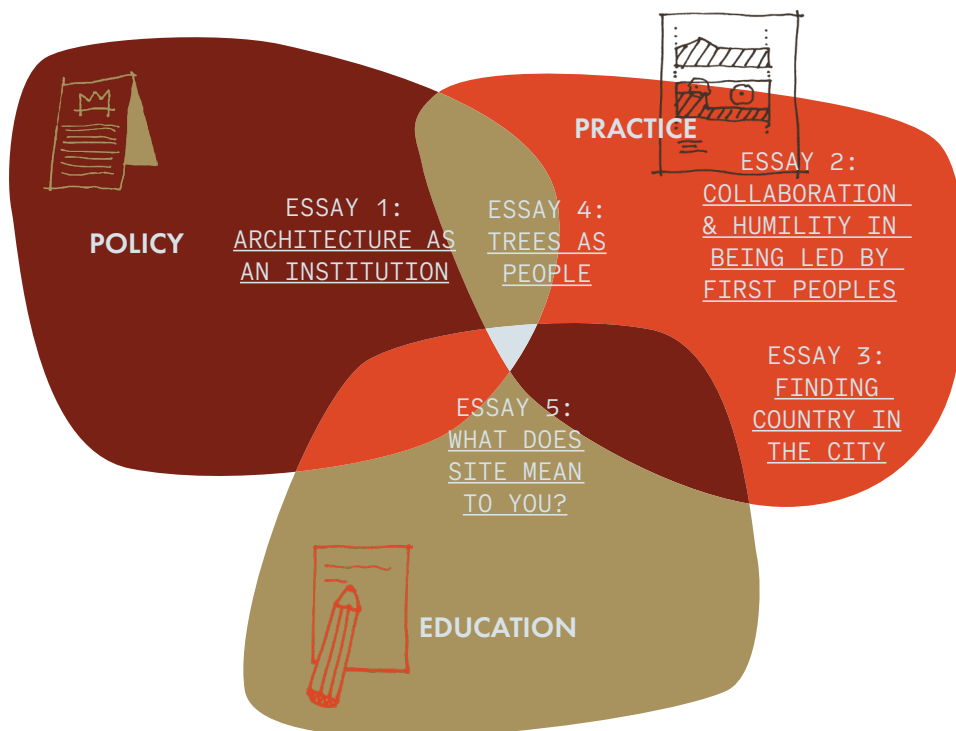 POLICY
ESSAY 1:
ARCHITECTURE AS
AN INSTITUTION
ESSAY 4:
TREES AS
PEOPLE
PRACTICE
ESSAY 2:
COLLABORATION
& HUMILITY IN
BEING LED BY
FIRST PEOPLES
ESSAY 3:
FINDING
COUNTRY IN
THE CITY
ESSAY 5:
WHAT DOES
SITE MEAN
TO YOU?
EDUCATION